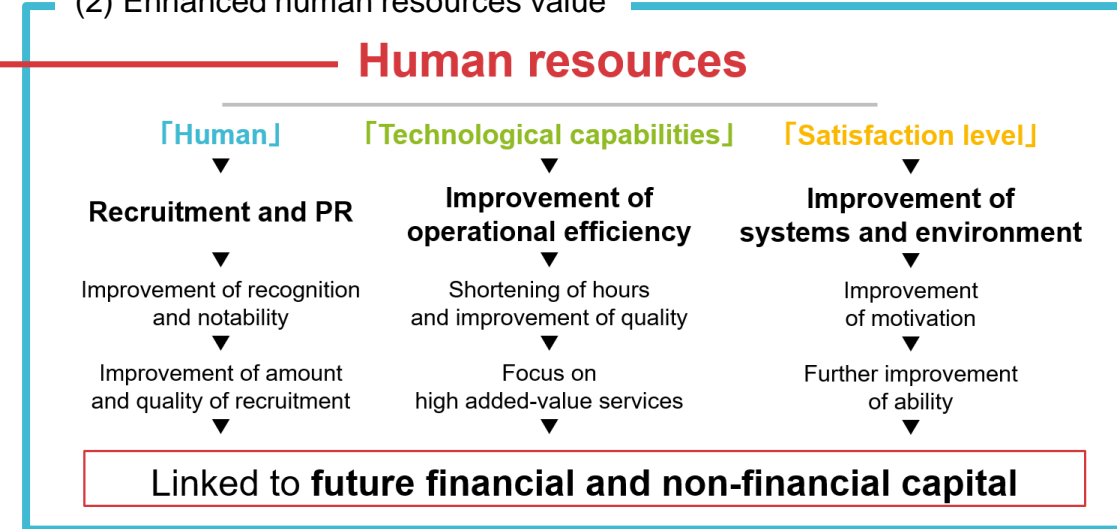 (2) Enhanced human resources value
Human resources
「Human」
「Technological capabilities」
「Satisfaction level」
▼
▼
▼
Recruitment and PR
Improvement of
operational efficiency
Improvement of
systems and environment
▼
▼
▼
Improvement of recognition
and notability
Shortening of hours
and improvement of quality
Improvement
of motivation
▼
▼
▼
Improvement of amount
and quality of recruitment
Focus on
high added-value services
Further improvement
of ability
▼
▼
▼
Linked to future financial and non-financial capital